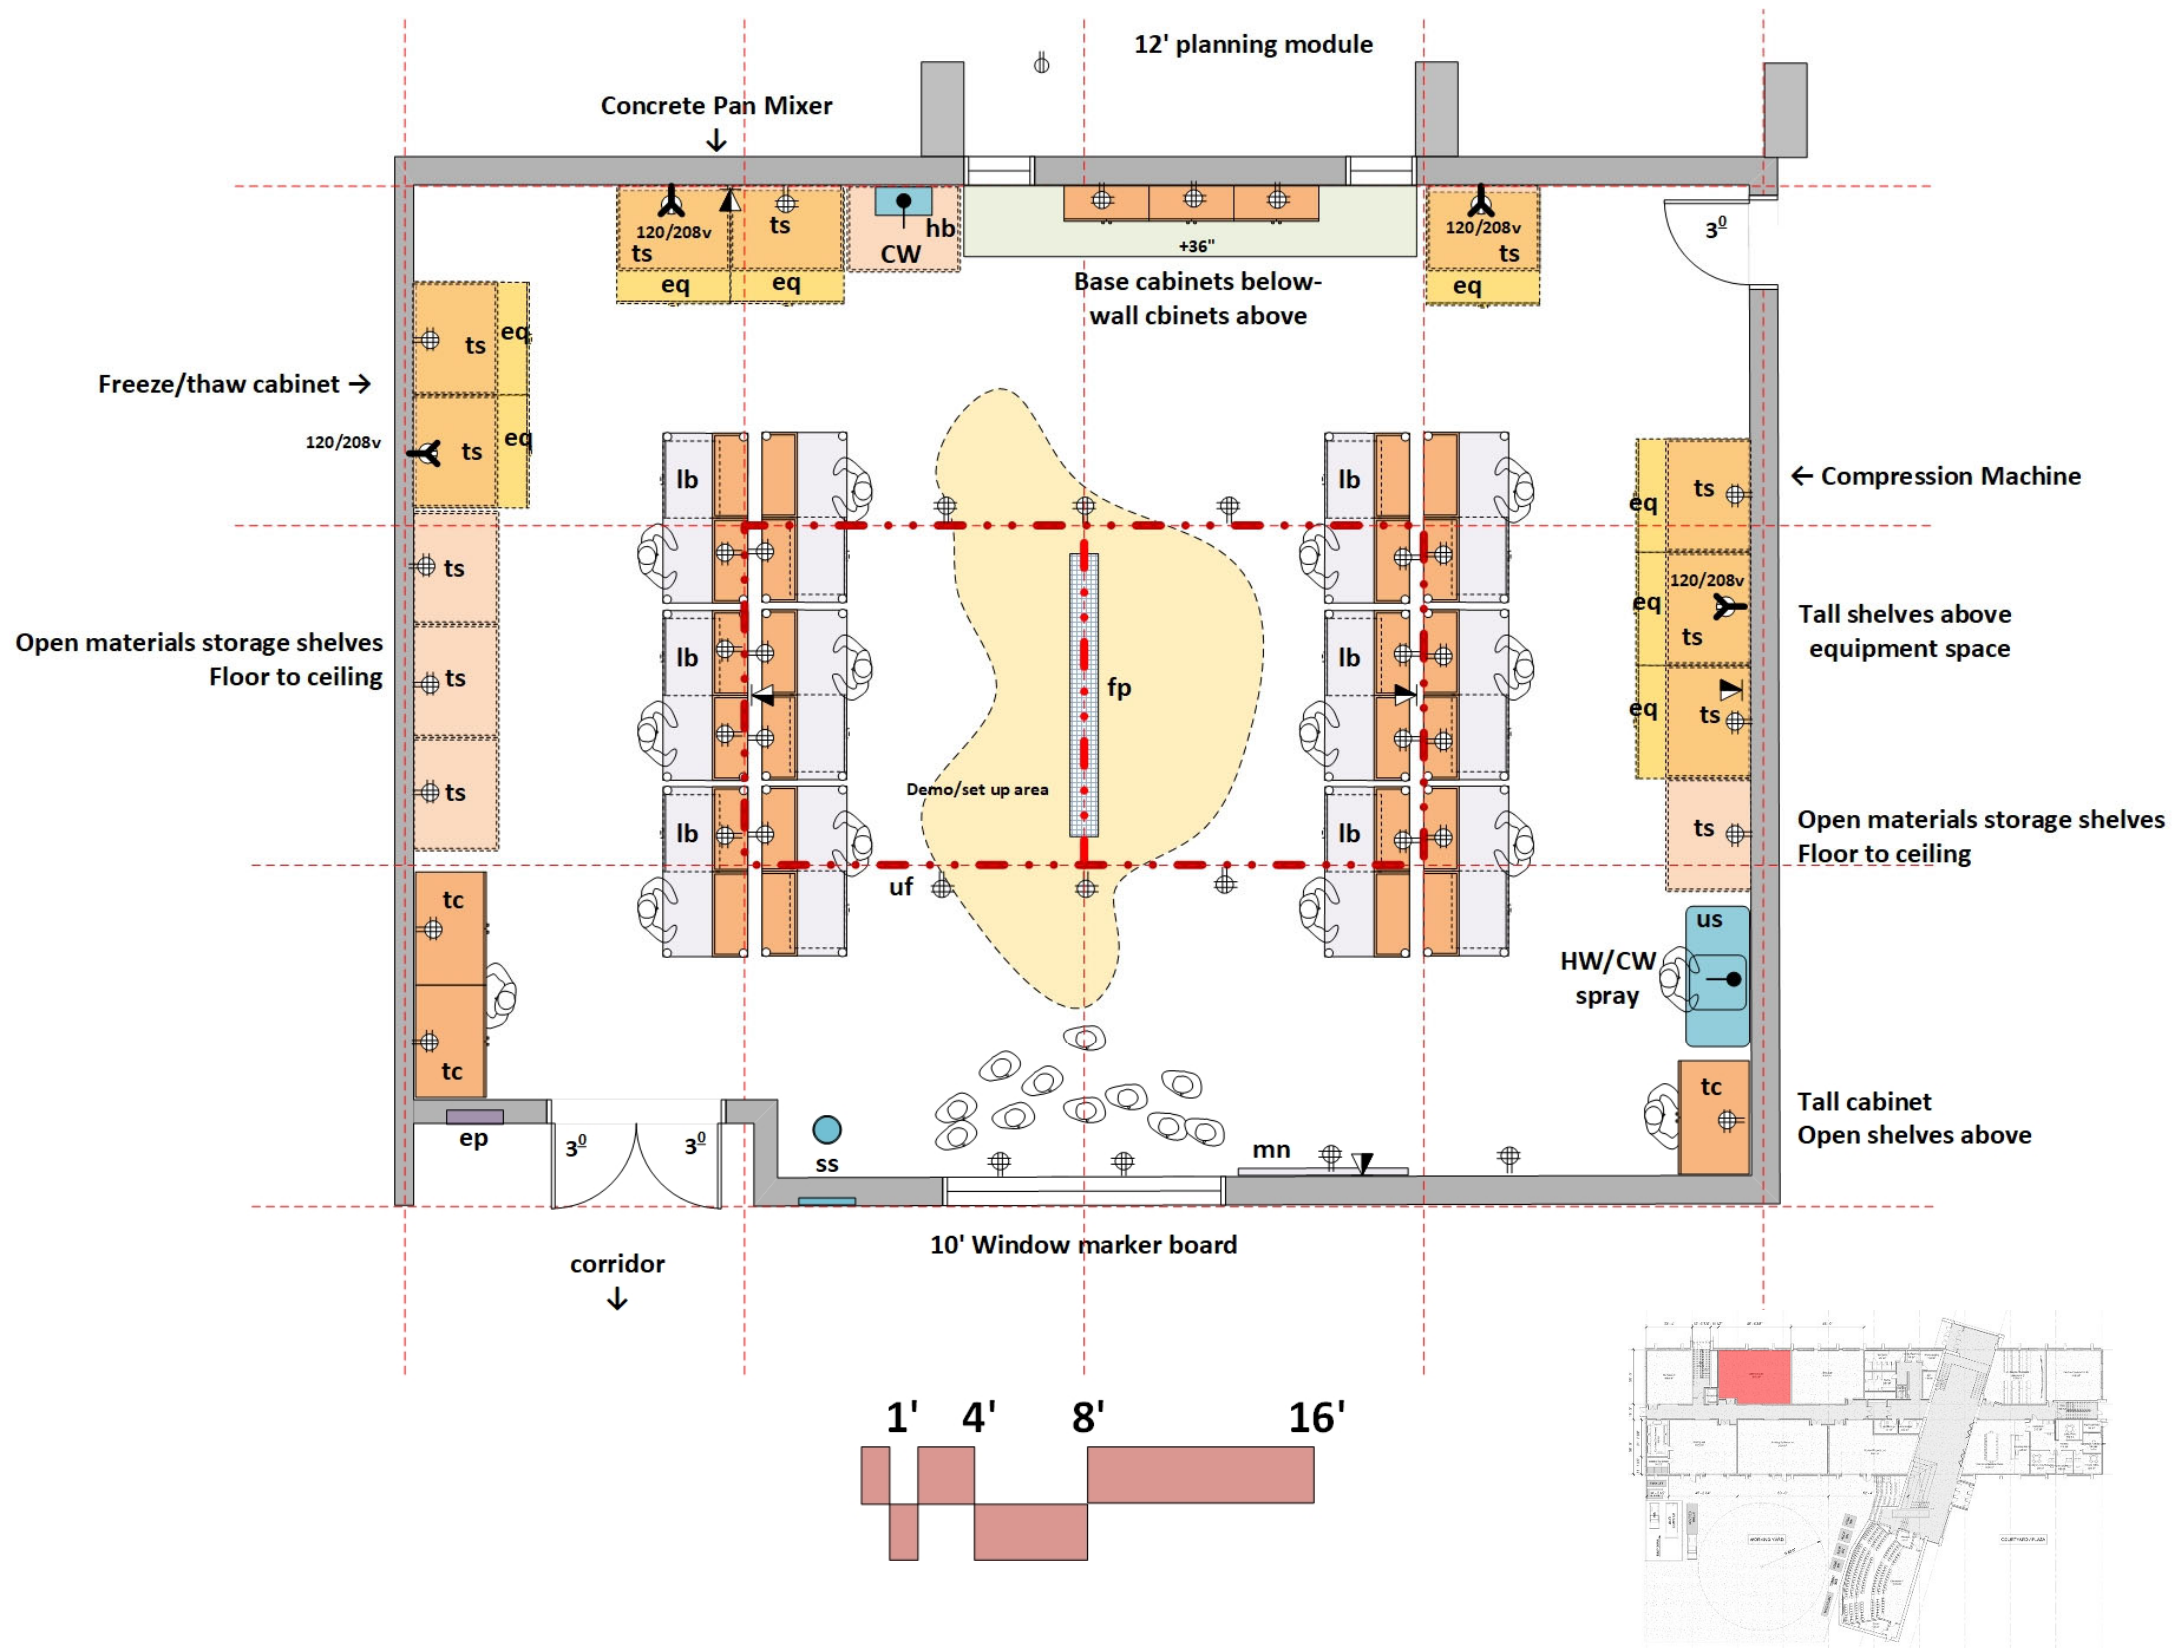 12' planning module
Concrete Pan Mixer
↓
120/208v
ts
ts
hb
CW
eq
eq
+36"
Base cabinets below-
wall cbinets above
120/208v
ts
eq
3⁰
ts
eq
Freeze/thaw cabinet →
120/208v
ts
eq
lb
lb
ts
eq
← Compression Machine
ts
120/208v
eq
ts
Tall shelves above
equipment space
Open materials storage shelves
Floor to ceiling
lb
lb
ts
fp
eq
ts
ts
Demo/set up area
lb
lb
ts
Open materials storage shelves
Floor to ceiling
uf
tc
us
HW/CW
spray
tc
tc
Tall cabinet
Open shelves above
ep
3⁰
3⁰
ss
mn
10' Window marker board
corridor
↓
1'
4'
8'
16'
WORKING YARD
COURTYARD/PLAZA